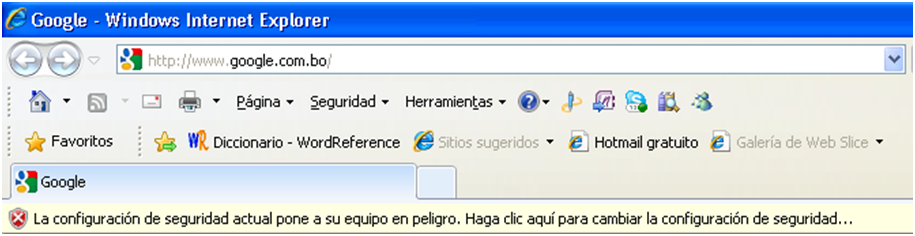 Google - Windows Internet Explorer
http://www.google.com.bo/
Página Seguridad Herramientas
Favoritos Diccionario - WordReference Sitios sugeridos Hotmail gratuito Galería de Web Slice
Google
La configuración de seguridad actual pone a su equipo en peligro. Haga clic aquí para cambiar la configuración de seguridad...